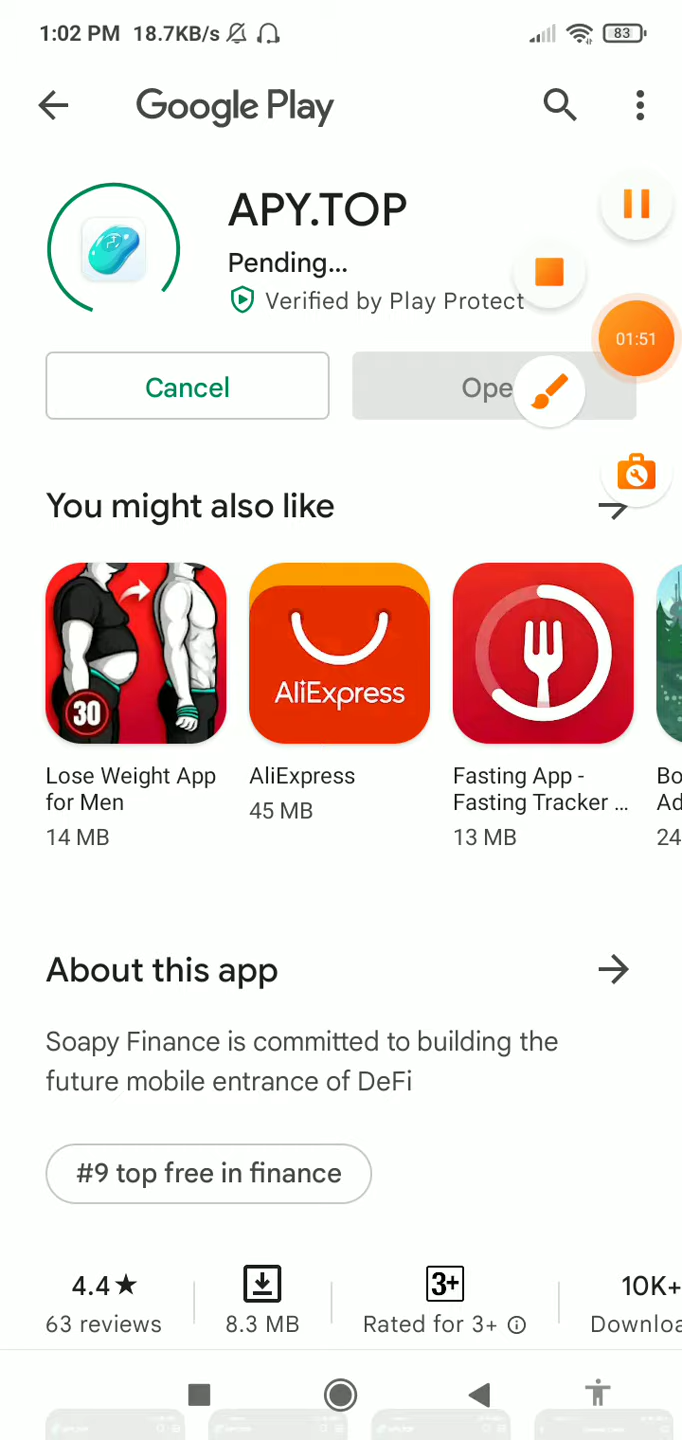 1:02 PM 18.7KB/s 83
Google Play
APY.TOP
Pending...
Verified by Play Protect
01:51
Cancel
Ope
You might also like
30
AliExpress
Lose Weight App for Men
14 MB
AliExpress
45 MB
Fasting App - Fasting Tracker ...
13 MB
Bo
Ad
24
About this app
Soapy Finance is committed to building the
future mobile entrance of DeFi
#9 top free in finance
4.4★
63 reviews
8.3 MB
3+
Rated for 3+
10K+
Downloa